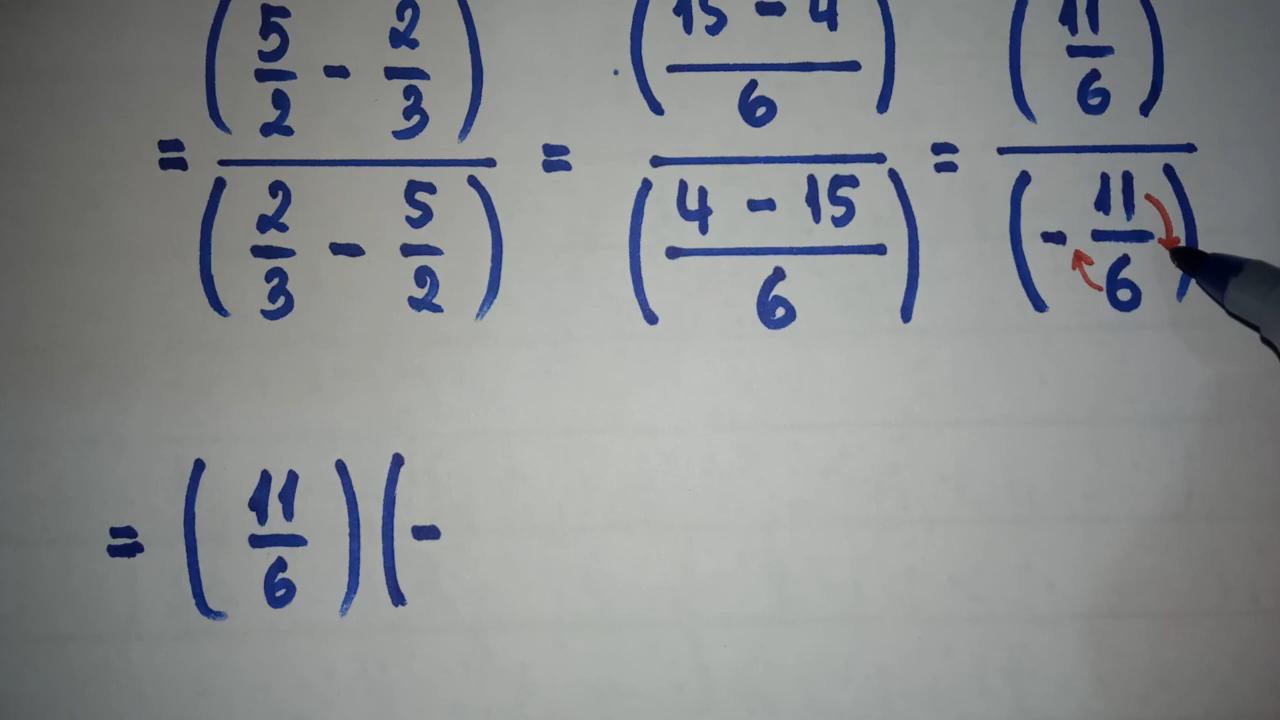 = (5/2 - 2/3) / (2/3 - 5/2) = ((15 - 4)/6) / ((4 - 15)/6) = (11/6) / (- 11/6)
= (11/6)(-